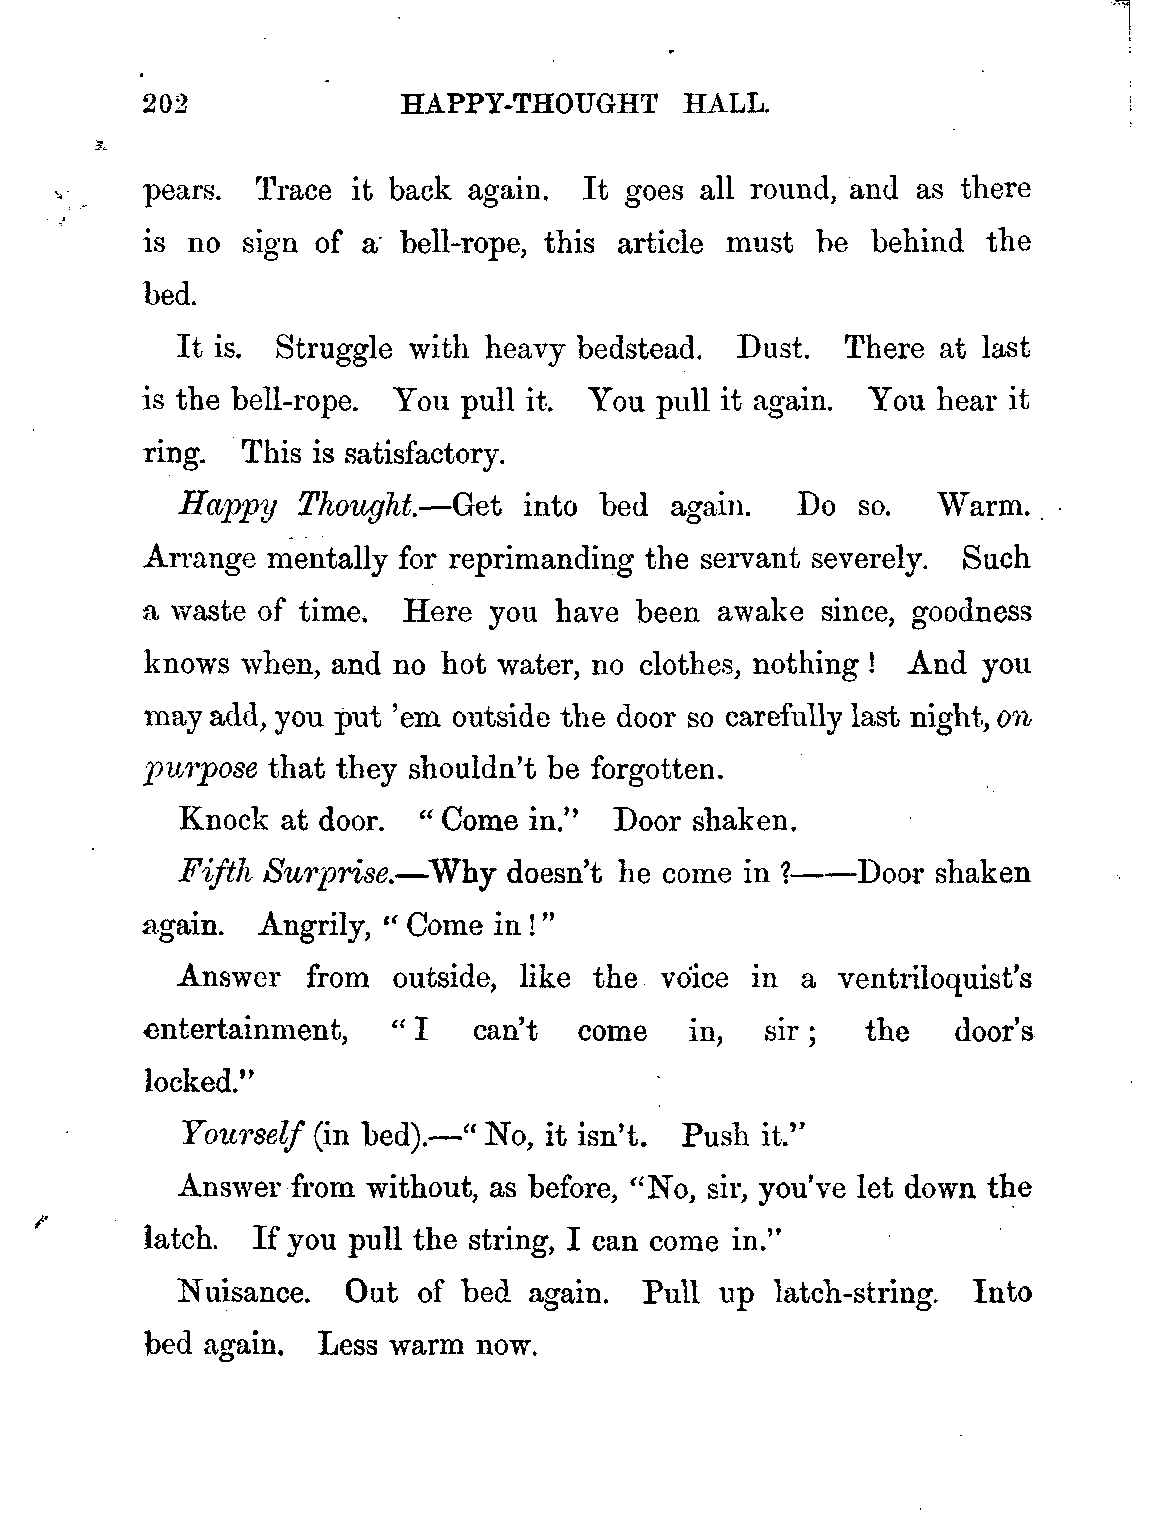 202 HAPPY-THOUGHT HALL.
pears. Trace it back again. It goes all round, and as there
is no sign of a bell-rope, this article must be behind the
bed.
It is. Struggle with heavy bedstead. Dust. There at last
is the bell-rope. You pull it. You pull it again. You hear it
ring. This is satisfactory.
Happy Thought.—Get into bed again. Do so. Warm.
Arrange mentally for reprimanding the servant severely. Such
a waste of time. Here you have been awake since, goodness
knows when, and no hot water, no clothes, nothing ! And you
may add, you put ’em outside the door so carefully last night, on
purpose that they shouldn’t be forgotten.
Knock at door. “ Come in.” Door shaken.
Fifth Surprise.—Why doesn’t he come in ?——Door shaken
again. Angrily, “ Come in ! ”
Answer from outside, like the voice in a ventriloquist’s
entertainment, “ I can’t come in, sir ; the door’s
locked.”
Yourself (in bed).—“ No, it isn’t. Push it.”
Answer from without, as before, “No, sir, you’ve let down the
latch. If you pull the string, I can come in.”
Nuisance. Out of bed again. Pull up latch-string. Into
bed again. Less warm now.